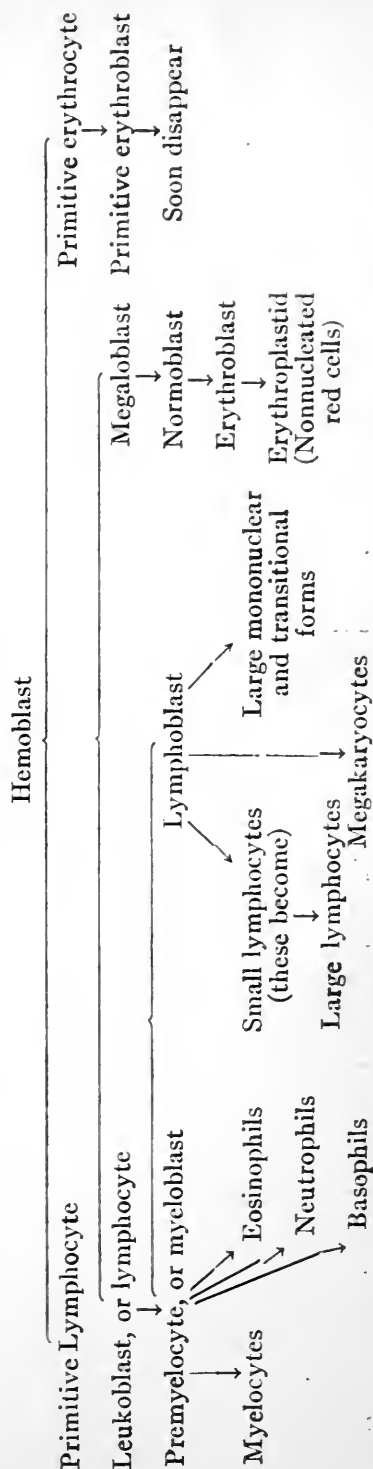 Hemoblast
Primitive Lymphocyte
Primitive erythrocyte
Leukoblast, or lymphocyte
Megaloblast
Primitive erythroblast
Premyelocyte, or myeloblast
Lymphoblast
Normoblast
Soon disappear
Myelocytes
Eosinophils
Neutrophils
Basophils
Small lymphocytes
(these become)
Large lymphocytes
Megakaryocytes
Large mononuclear
and transitional
forms
Erythroblast
Erythroplastid
(Nonnucleated
red cells)